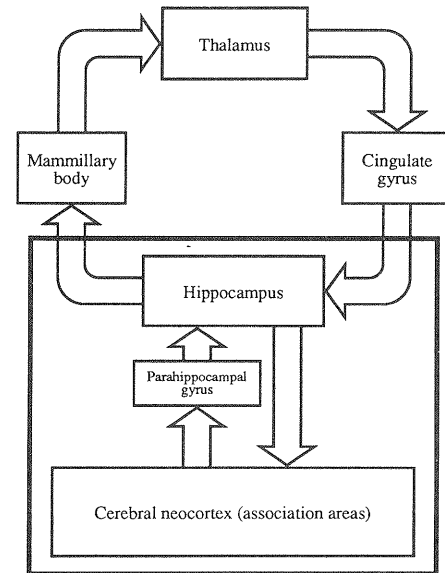 Thalamus
Mammillary
body
Cingulate
gyrus
Hippocampus
Parahippocampal
gyrus
Cerebral neocortex (association areas)